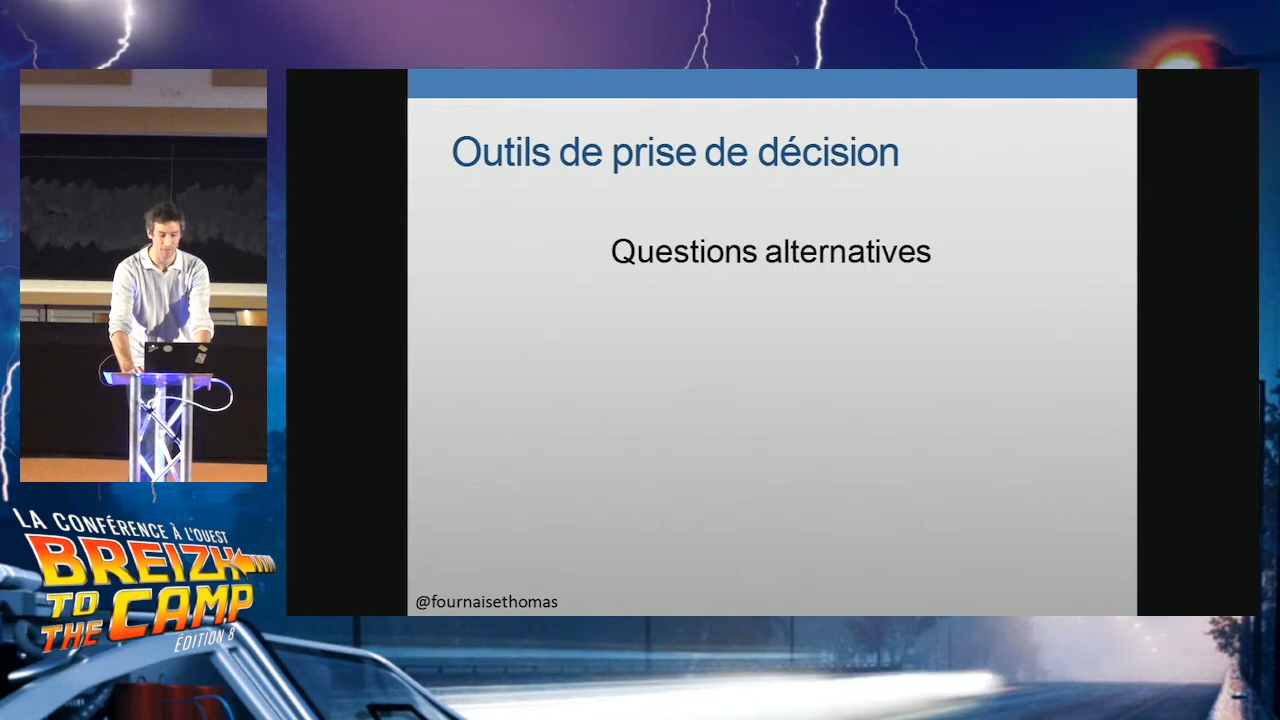 Outils de prise de décision
Questions alternatives
@fournaisethomas
LA CONFÉRENCE À L'OUEST
BREIZH
TO
THE CAMP
ÉDITION 8